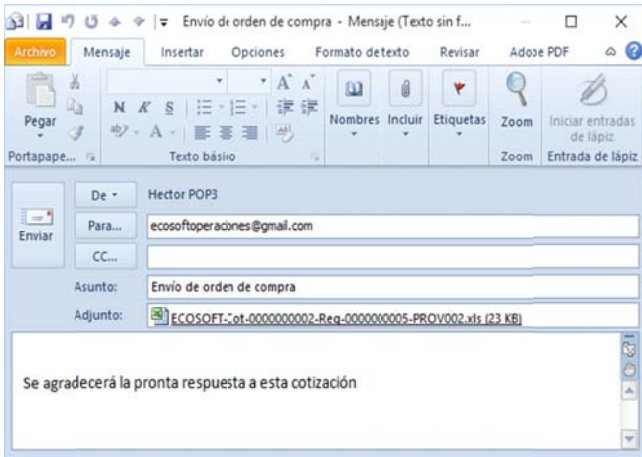 Envío de orden de compra - Mensaje (Texto sin f...
Archivo Mensaje Insertar Opciones Formato de texto Revisar Adobe PDF
Pegar
N K S
Nombres Incluir Etiquetas Zoom Iniciar entradas de lápiz
Portapape... Texto básico Zoom Entrada de lápiz
De Hector POP3
Enviar
Para... ecosoftoperaciones@gmail.com
CC...
Asunto: Envío de orden de compra
Adjunto: ECOSOFT-Cot-0000000002-Req-0000000005-PROV002.xls (23 KB)
Se agradecerá la pronta respuesta a esta cotización